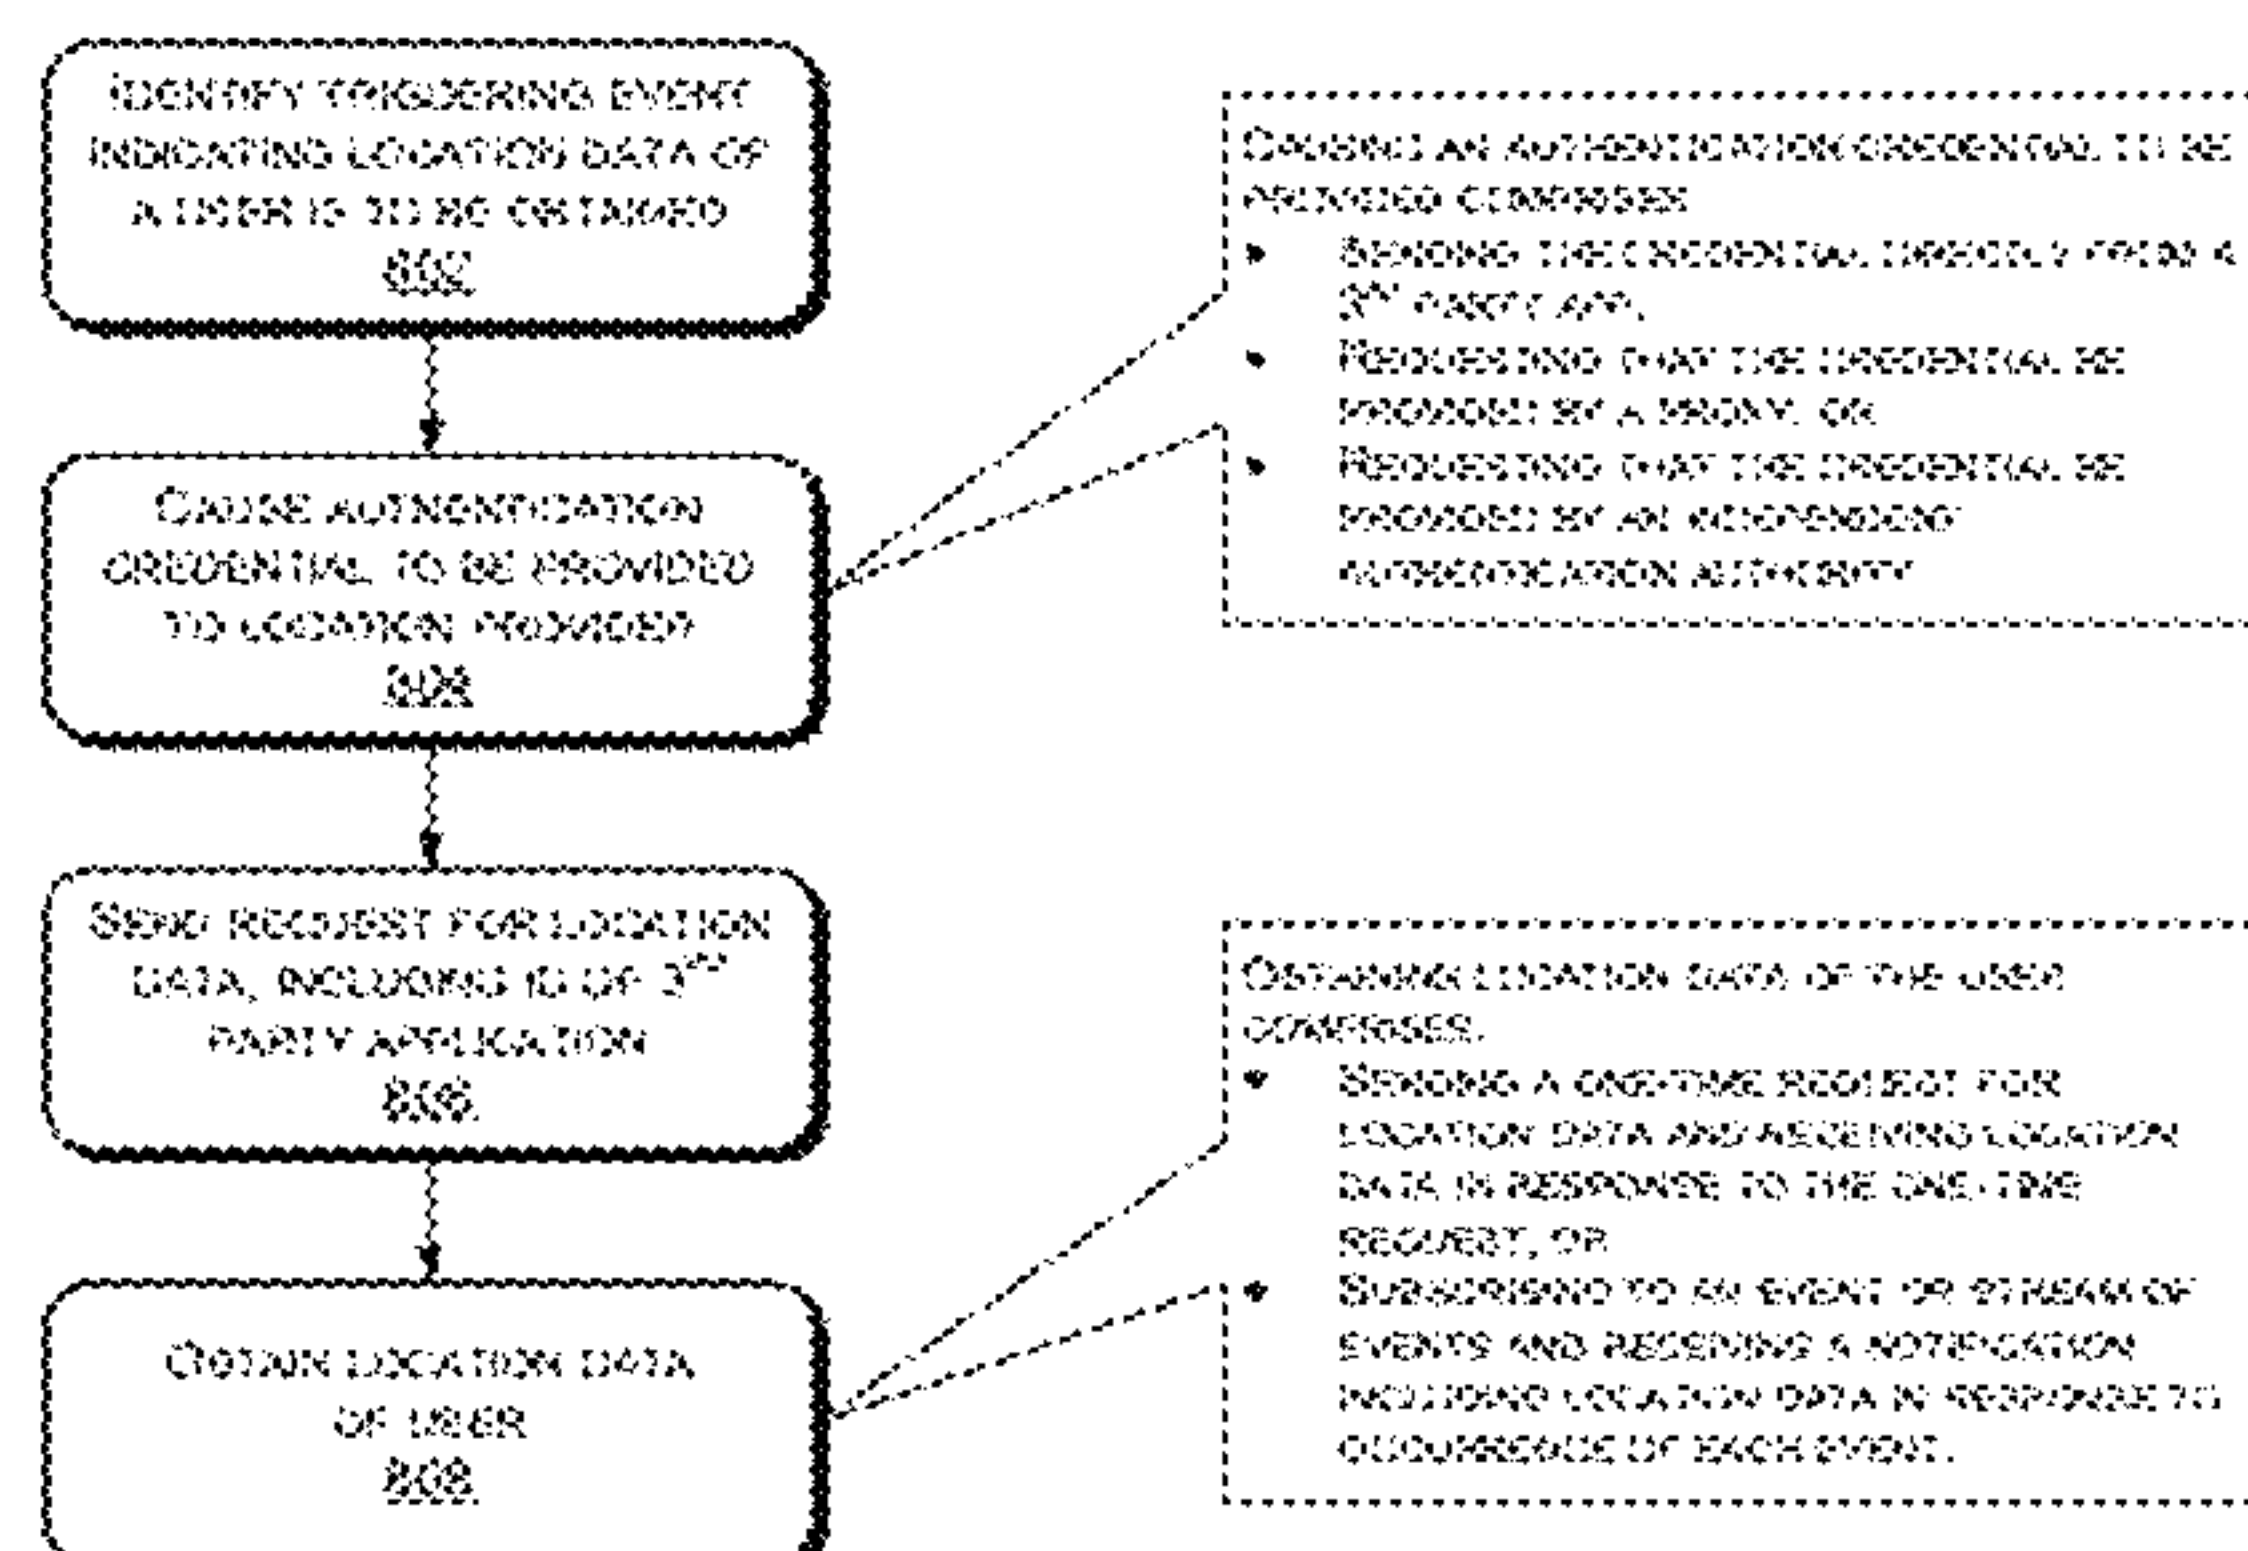 IDENTIFY TRIGGERING EVENT
INDICATING LOCATION DATA OF
A USER IS TO BE OBTAINED
802
CAUSE AUTHENTICATION
CREDENTIAL TO BE PROVIDED
TO LOCATION PROVIDER
804
SEND REQUEST FOR LOCATION
DATA, INCLUDING ID OF 3RD
PARTY APPLICATION
806
OBTAIN LOCATION DATA
OF USER
808
CAUSING AN AUTHENTICATION CREDENTIAL TO BE
PROVIDED COMPRISES
• SENDING THE CREDENTIAL DIRECTLY FROM A
3RD PARTY APP,
• REQUESTING THAT THE CREDENTIAL BE
PROVIDED BY A PROXY, OR
• REQUESTING THAT THE CREDENTIAL BE
PROVIDED BY AN INDEPENDENT
AUTHENTICATION AUTHORITY
OBTAINING LOCATION DATA OF THE USER
COMPRISES:
• SENDING A ONE-TIME REQUEST FOR
LOCATION DATA AND RECEIVING LOCATION
DATA IN RESPONSE TO THE ONE-TIME
REQUEST, OR
• SUBSCRIBING TO AN EVENT OR STREAM OF
EVENTS AND RECEIVING A NOTIFICATION
INCLUDING LOCATION DATA IN RESPONSE TO
OCCURRENCE OF EACH EVENT.